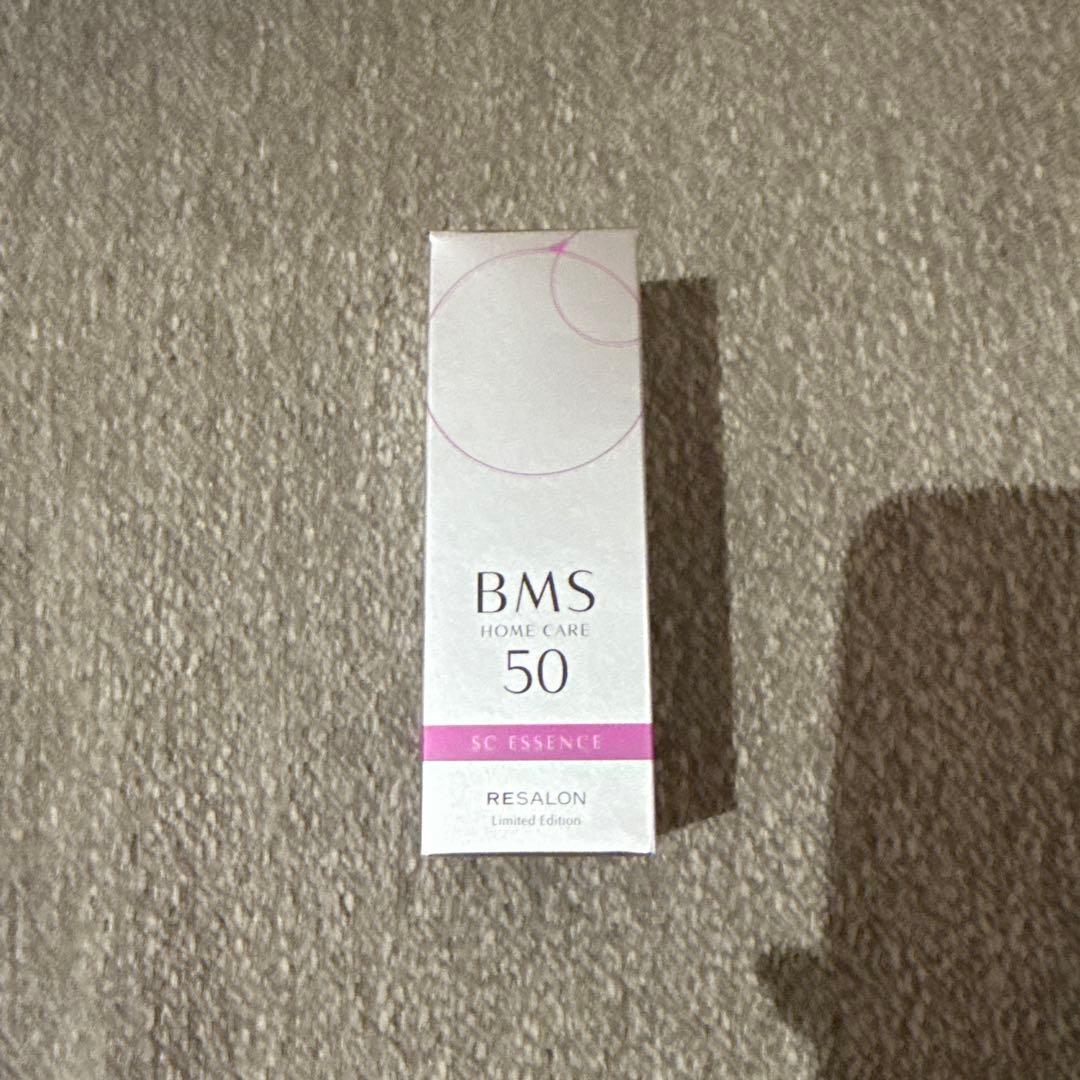 BMS
HOME CARE
50
SC ESSENCE
RESALON
Limited Edition